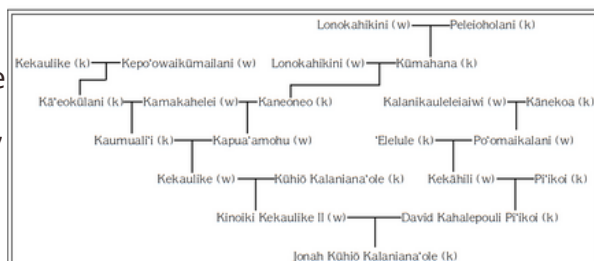 Lonokahikini (w) Peleioholani (k)
Kekaulike (k) Kepo'owaikūmailani (w) Lonokahikini (w) Kūmahana (k)
e
Kā'eokūlani (k) Kamakahelei (w) Kaneoneo (k) Kalanikauleleiaiwi (w) Kānekoa (k)
Kaumuali'i (k) Kapua'amohu (w) 'Elelule (k) Po'omaikalani (w)
Kekaulike (w) Kūhiō Kalaniana'ole (k) Kekāhili (w) Pi'ikoi (k)
Kinoiki Kekaulike II (w) David Kahalepouli Pi'ikoi (k)
Jonah Kūhiō Kalaniana'ole (k)